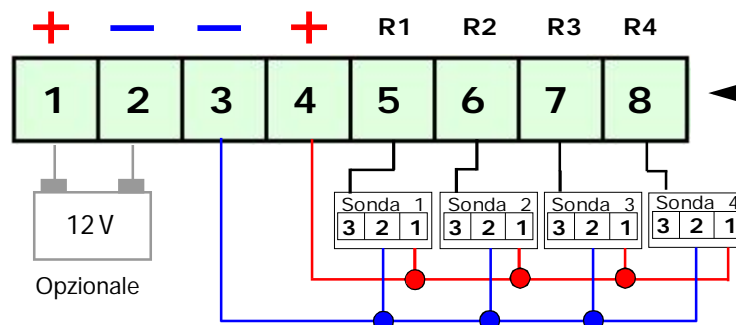 + — — + R1 R2 R3 R4
1 2 3 4 5 6 7 8
Sonda 1 Sonda 2 Sonda 3 Sonda 4
3 2 1 3 2 1 3 2 1 3 2 1
12 V
Opzionale